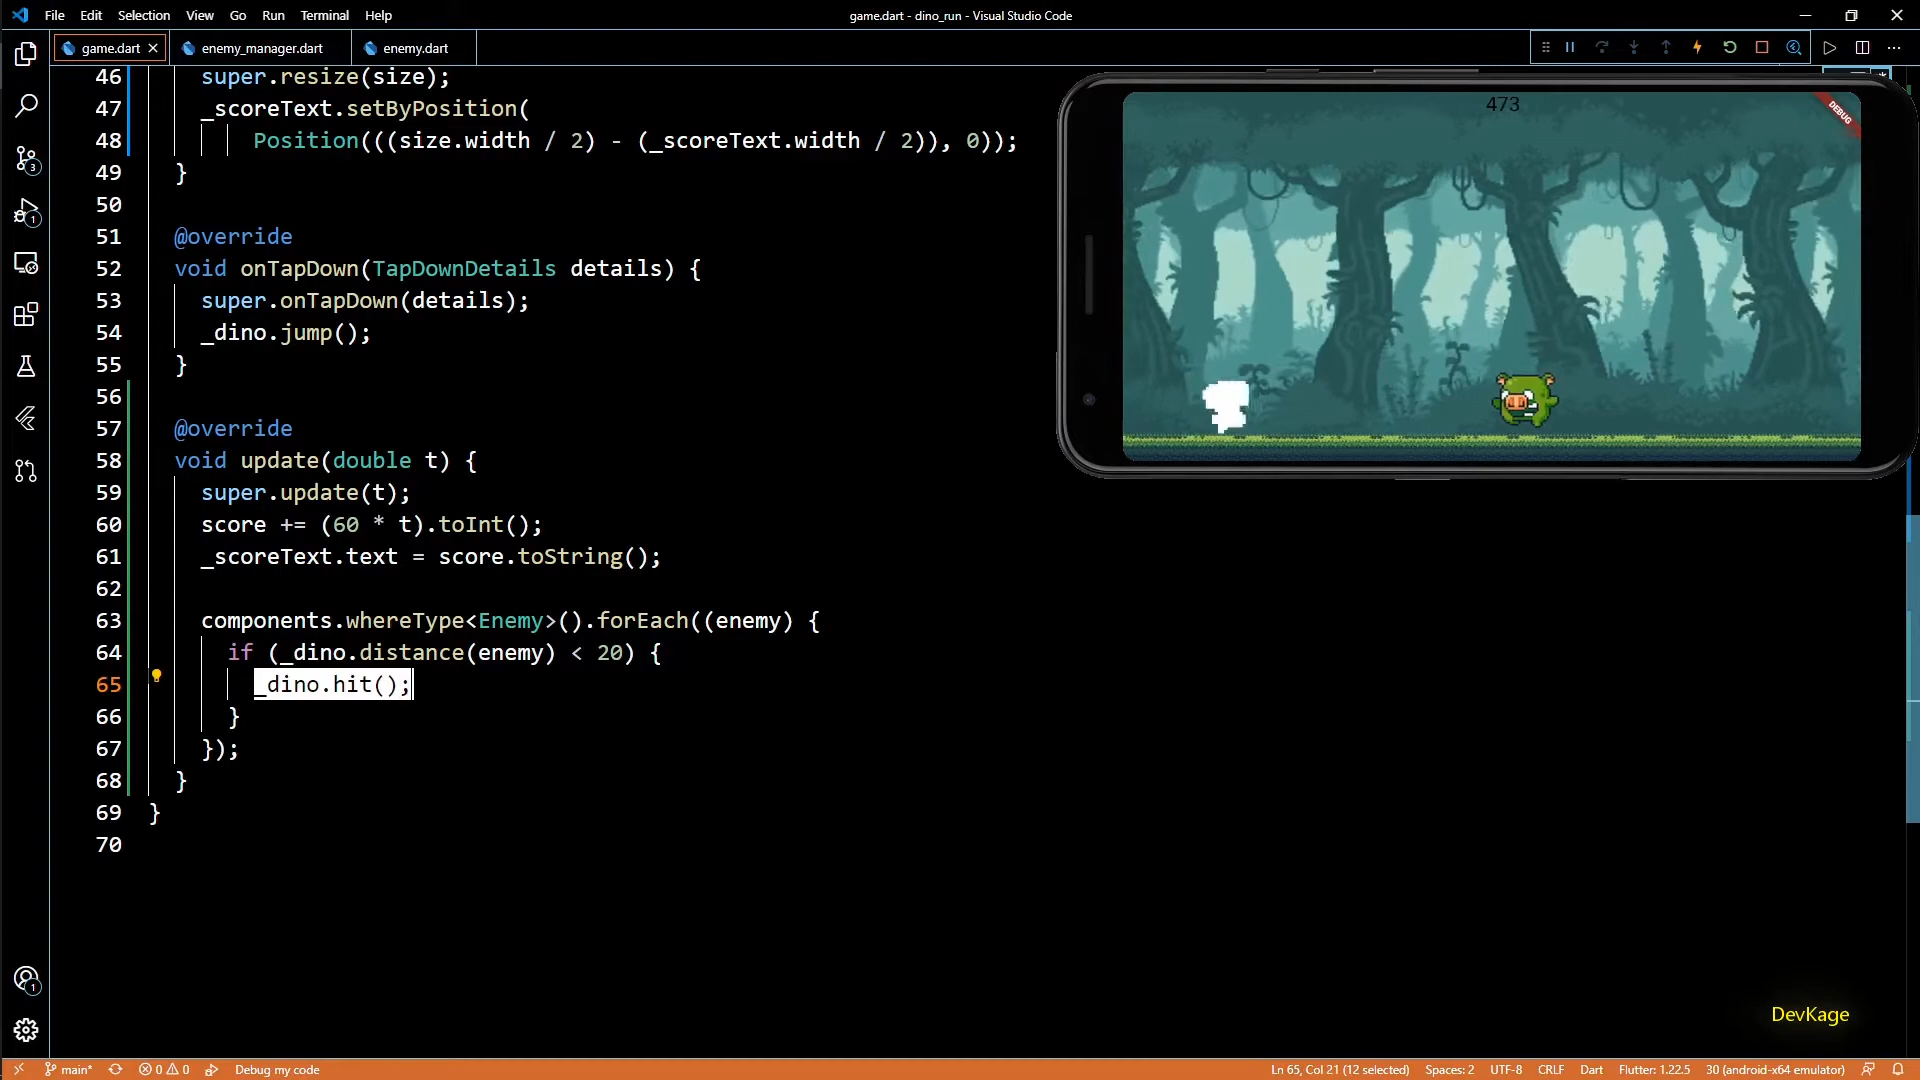 File Edit Selection View Go Run Terminal Help
game.dart - dino_run - Visual Studio Code
game.dart enemy_manager.dart enemy.dart
46 super.resize(size);
47 _scoreText.setByPosition(
48 Position(((size.width / 2) - (_scoreText.width / 2)), 0));
49 }
50
51 @override
52 void onTapDown(TapDownDetails details) {
53 super.onTapDown(details);
54 _dino.jump();
55 }
56
57 @override
58 void update(double t) {
59 super.update(t);
60 score += (60 * t).toInt();
61 _scoreText.text = score.toString();
62
63 components.whereType<Enemy>().forEach((enemy) {
64 if (_dino.distance(enemy) < 20) {
65 _dino.hit();
66 }
67 });
68 }
69 }
70
473
DEBUG
3
1
1
DevKage
main* 0 0 Debug my code
Ln 65, Col 21 (12 selected) Spaces: 2 UTF-8 CRLF Dart Flutter: 1.22.5 30 (android-x64 emulator)